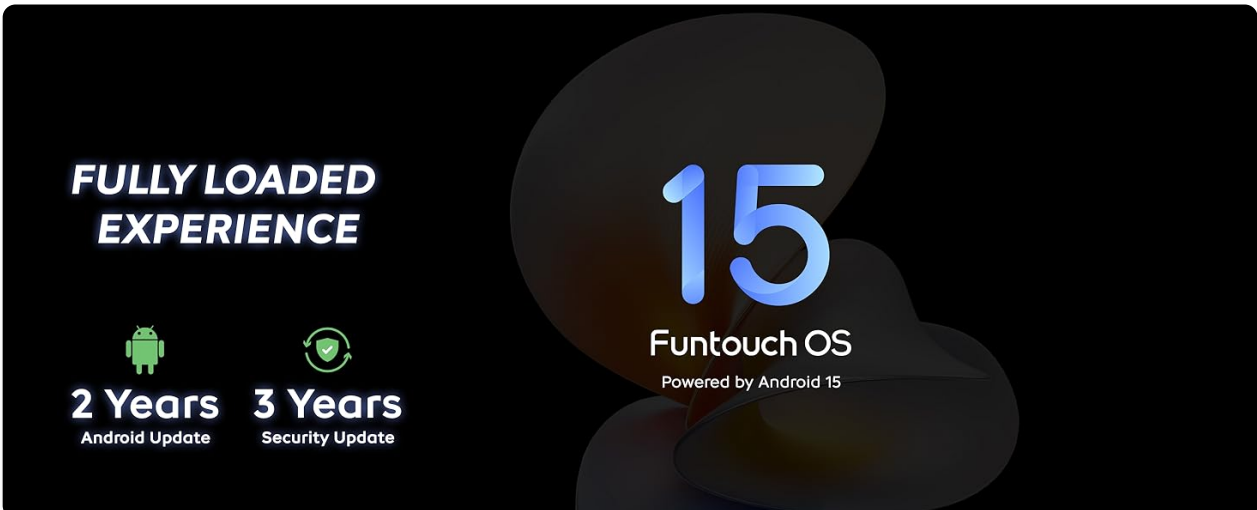 FULLY LOADED
EXPERIENCE
2 Years
Android Update
3 Years
Security Update
15
Funtouch OS
Powered by Android 15